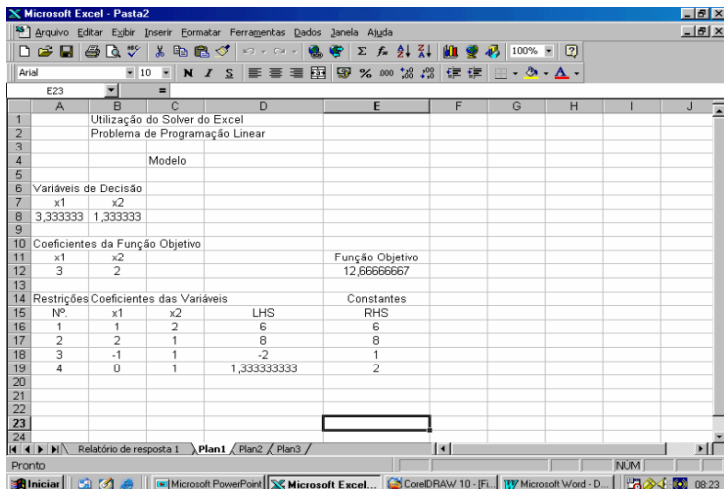 Microsoft Excel - Pasta2
Arquivo Editar Exibir Inserir Formatar Ferramentas Dados Janela Ajuda
100%
Arial 10 N I S % 000
E23 =
A B C D E F G H I J
1 Utilização do Solver do Excel
2 Problema de Programação Linear
3
4 Modelo
5
6 Variáveis de Decisão
7 x1 x2
8 3,333333 1,333333
9
10 Coeficientes da Função Objetivo
11 x1 x2 Função Objetivo
12 3 2 12,66666667
13
14 Restrições Coeficientes das Variáveis Constantes
15 Nº. x1 x2 LHS RHS
16 1 1 2 6 6
17 2 2 1 8 8
18 3 -1 1 -2 1
19 4 0 1 1,333333333 2
20
21
22
23
24
Relatório de resposta 1 Plan1 Plan2 Plan3
Pronto NÚM
Iniciar Microsoft PowerPoint Microsoft Excel... CorelDRAW 10 - [Fi... Microsoft Word - D... 08:23